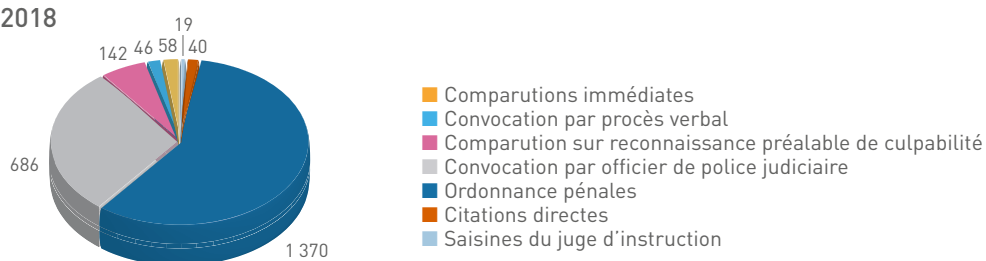 2018
19
142 46 58 40
686
1 370
Comparutions immédiates
Convocation par procès verbal
Comparution sur reconnaissance préalable de culpabilité
Convocation par officier de police judiciaire
Ordonnance pénales
Citations directes
Saisines du juge d'instruction